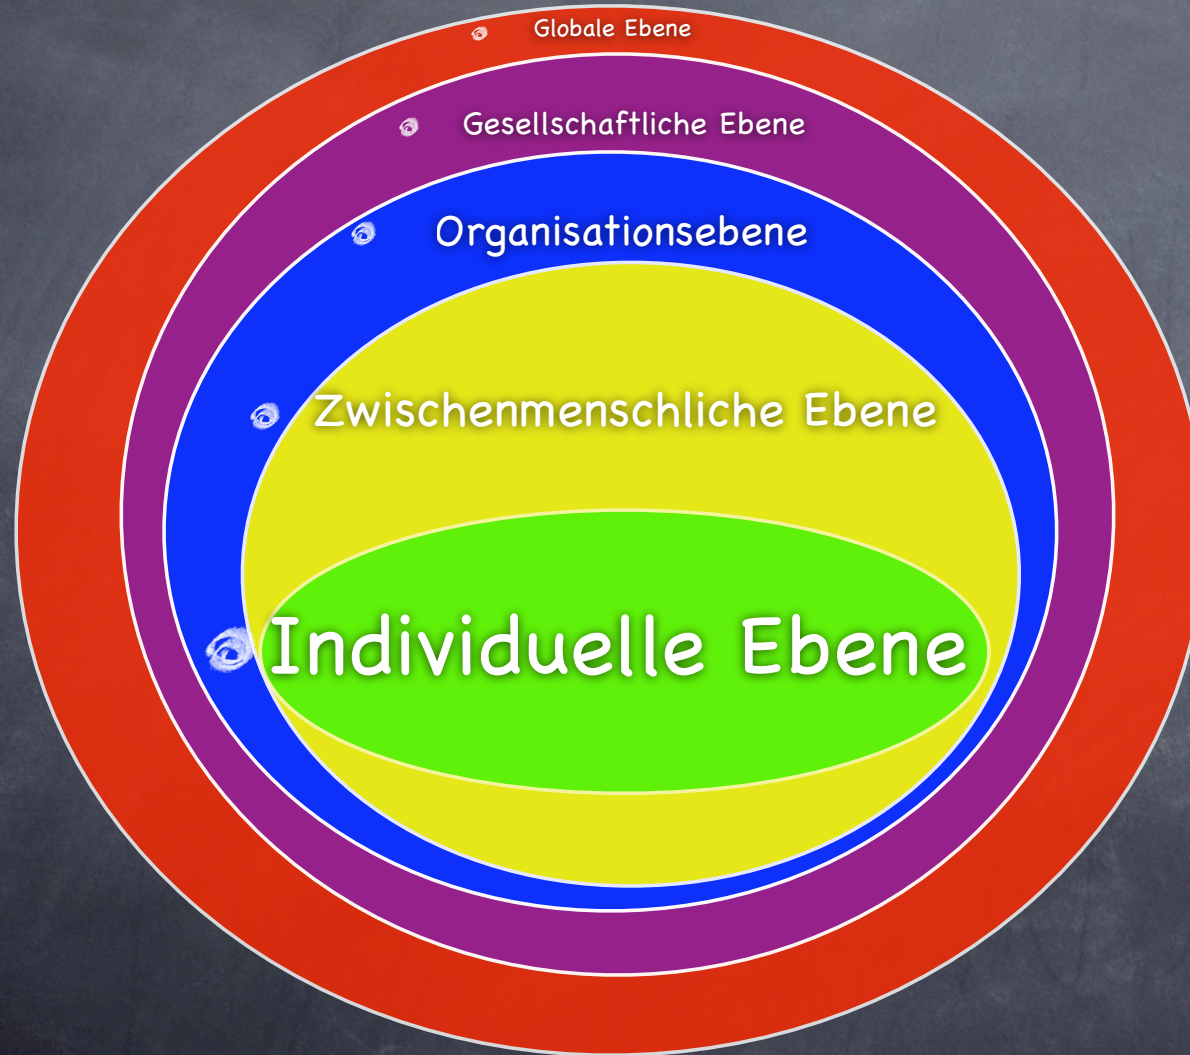 Globale Ebene
Gesellschaftliche Ebene
Organisationsebene
Zwischenmenschliche Ebene
Individuelle Ebene